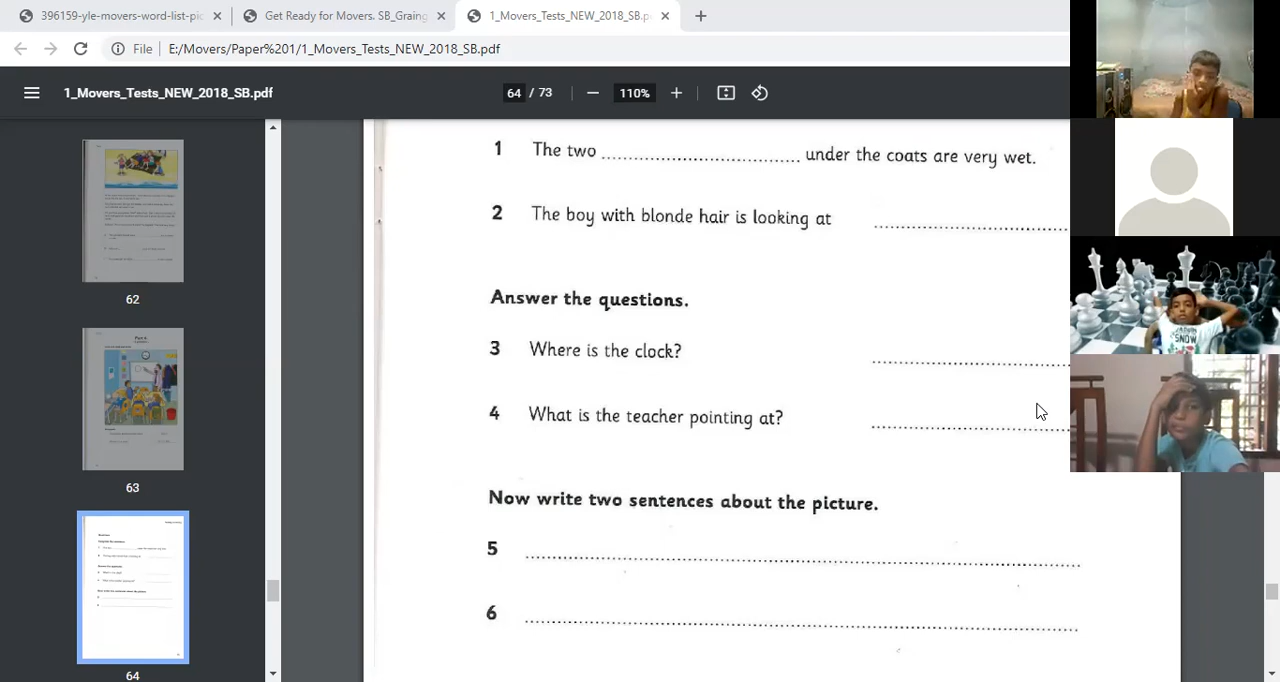 396159-yle-movers-word-list-pic
Get Ready for Movers. SB_Graing
1_Movers_Tests_NEW_2018_SB.p
File E:/Movers/Paper%201/1_Movers_Tests_NEW_2018_SB.pdf
1_Movers_Tests_NEW_2018_SB.pdf
64 / 73
110%
62
63
64
1 The two ........................................ under the coats are very wet.
2 The boy with blonde hair is looking at ........................................
Answer the questions.
3 Where is the clock? ........................................
4 What is the teacher pointing at? ........................................
Now write two sentences about the picture.
5 ........................................
6 ........................................
SNOW